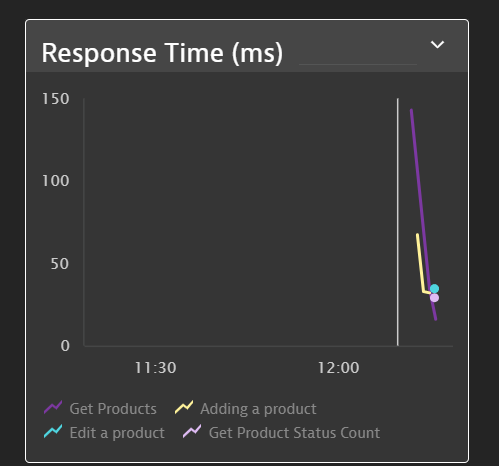 Response Time (ms)
150
100
50
0
11:30 12:00
Get Products Adding a product
Edit a product Get Product Status Count